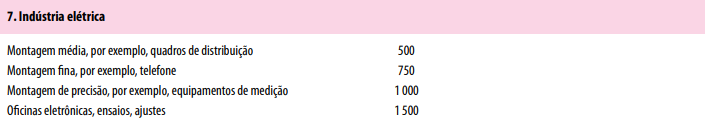 7. Indústria elétrica
Montagem média, por exemplo, quadros de distribuição 500
Montagem fina, por exemplo, telefone 750
Montagem de precisão, por exemplo, equipamentos de medição 1 000
Oficinas eletrônicas, ensaios, ajustes 1 500